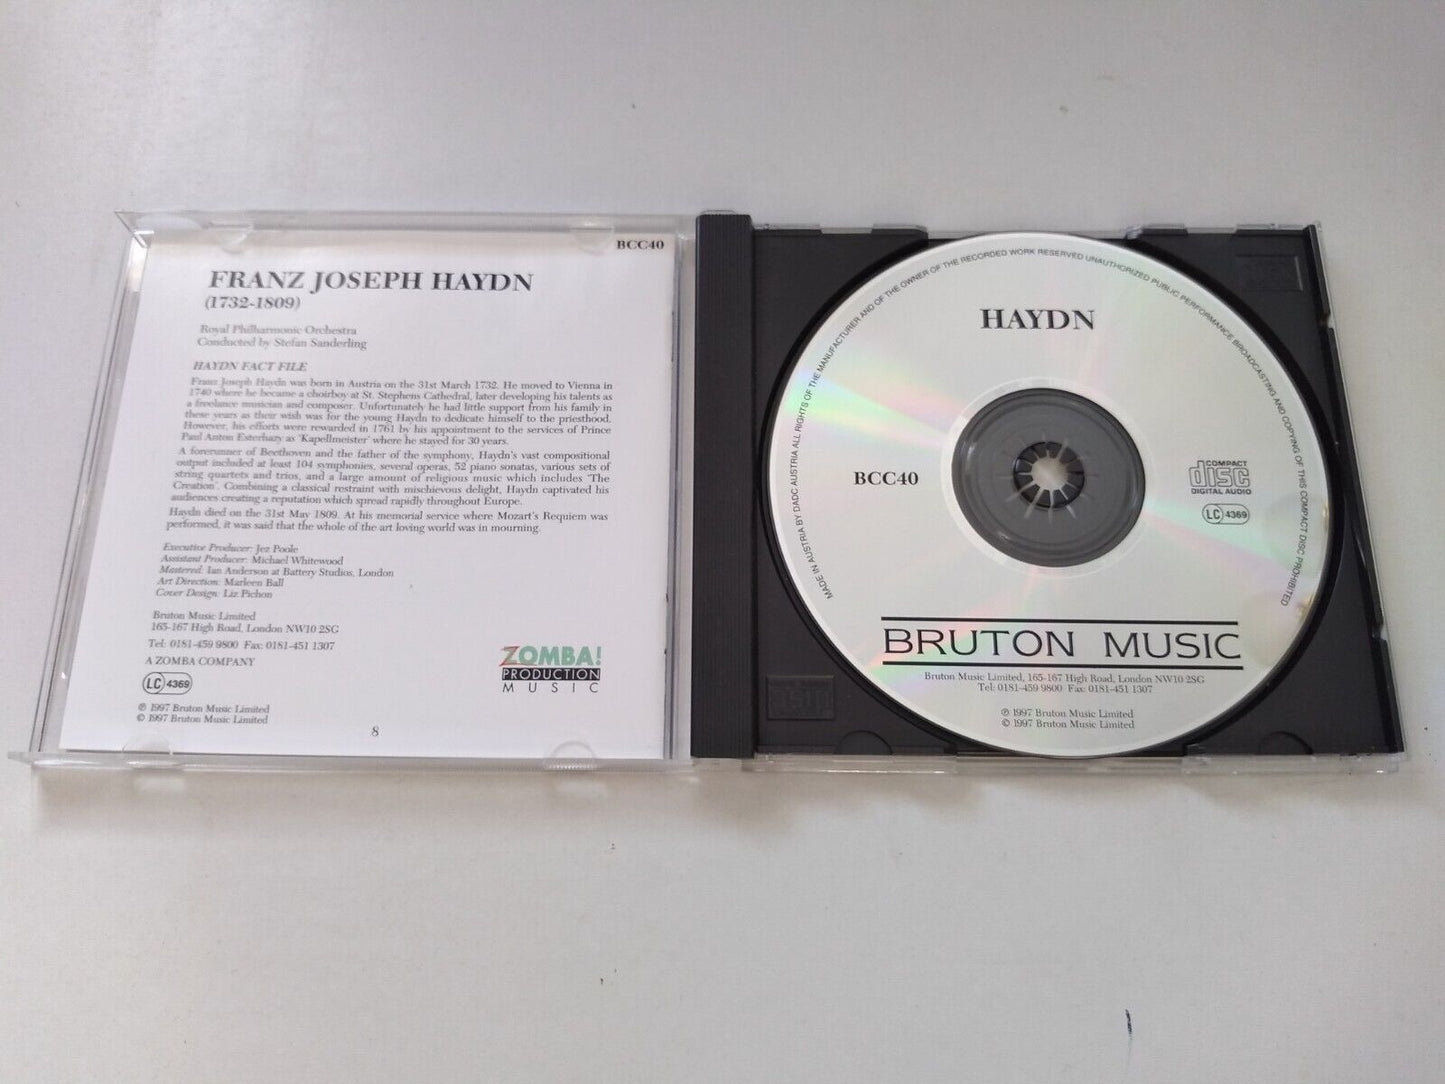 BCC40
FRANZ JOSEPH HAYDN
(1732-1809)
Royal Philharmonic Orchestra
Conducted by Stefan Sanderling
HAYDN FACT FILE
Franz Joseph Haydn was born in Austria on the 31st March 1732. He moved to Vienna in
1740 where he became a choirboy at St. Stephens Cathedral, later developing his talents as
a freelance musician and composer. Unfortunately he had little support from his family in
these years as their wish was for the young Haydn to dedicate himself to the priesthood.
However, his efforts were rewarded in 1761 by his appointment to the services of Prince
Paul Anton Esterhazy as 'Kapellmeister' where he stayed for 30 years.
A forerunner of Beethoven and the father of the symphony, Haydn's vast compositional
output included at least 104 symphonies, several operas, 52 piano sonatas, various sets of
string quartets and trios, and a large amount of religious music which includes 'The
Creation'. Combining a classical restraint with mischievous delight, Haydn captivated his
audiences creating a reputation which spread rapidly throughout Europe.
Haydn died on the 31st May 1809. At his memorial service where Mozart's Requiem was
performed, it was said that the whole of the art loving world was in mourning.
Executive Producer: Jez Poole
Assistant Producer: Michael Whitewood
Mastered: Ian Anderson at Battery Studios, London
Art Direction: Marleen Ball
Cover Design: Liz Pichon
Bruton Music Limited
165-167 High Road, London NW10 2SG
Tel: 0181-459 9800 Fax: 0181-451 1307
A ZOMBA COMPANY
LC 4369
℗ 1997 Bruton Music Limited
© 1997 Bruton Music Limited
8
ZOMBA!
PRODUCTION
MUSIC
MADE IN AUSTRIA BY DADC AUSTRIA ALL RIGHTS OF THE MANUFACTURER AND OF THE OWNER OF THE RECORDED WORK RESERVED UNAUTHORIZED PUBLIC PERFORMANCE BROADCASTING AND COPYING OF THIS COMPACT DISC PROHIBITED
HAYDN
BCC40
COMPACT
disc
DIGITAL AUDIO
LC 4369
BRUTON MUSIC
Bruton Music Limited, 165-167 High Road, London NW10 2SG
Tel: 0181-459 9800 Fax: 0181-451 1307
℗ 1997 Bruton Music Limited
© 1997 Bruton Music Limited